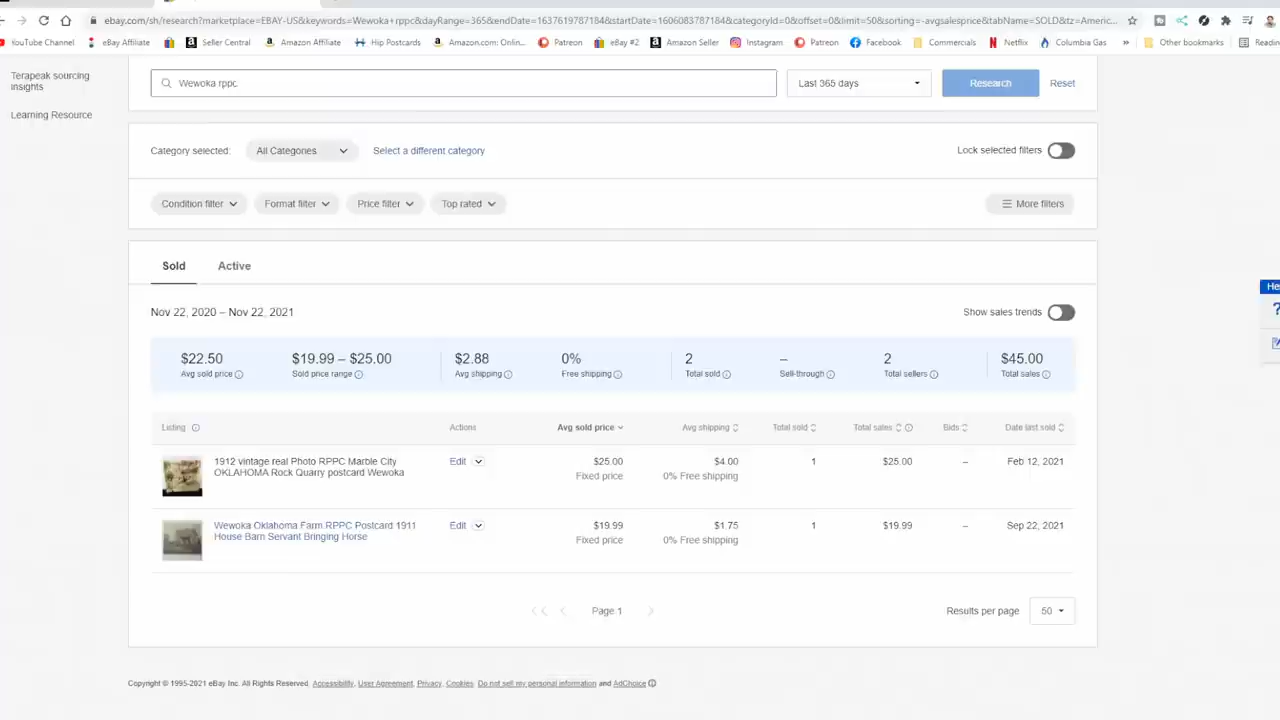 ebay.com/sh/research?marketplace=EBAY-US&keywords=Wewoka+rppc&dayRange=365&endDate=1637619787184&startDate=1606083787184&categoryId=0&offset=0&limit=50&sorting=-avgsalesprice&tabName=SOLD&tz=Americ...
YouTube Channel eBay Affiliate Seller Central Amazon Affiliate Hip Postcards Amazon.com: Onlin... Patreon eBay #2 Amazon Seller Instagram Patreon Facebook Commercials Netflix Columbia Gas » Other bookmarks
Terapeak sourcing
insights
Learning Resource
Wewoka rppc Last 365 days Research Reset
Category selected: All Categories Select a different category Lock selected filters
Condition filter Format filter Price filter Top rated More filters
Sold Active
Nov 22, 2020 – Nov 22, 2021 Show sales trends
$22.50 $19.99 – $25.00 $2.88 0% 2 – 2 $45.00
Avg sold price Sold price range Avg shipping Free shipping Total sold Sell-through Total sellers Total sales
Listing Actions Avg sold price Avg shipping Total sold Total sales Bids Date last sold
1912 vintage real Photo RPPC Marble City Edit $25.00 $4.00 1 $25.00 – Feb 12, 2021
OKLAHOMA Rock Quarry postcard Wewoka Fixed price 0% Free shipping
Wewoka Oklahoma Farm RPPC Postcard 1911 Edit $19.99 $1.75 1 $19.99 – Sep 22, 2021
House Barn Servant Bringing Horse Fixed price 0% Free shipping
Page 1 Results per page 50
Copyright © 1995-2021 eBay Inc. All Rights Reserved. Accessibility, User Agreement, Privacy, Cookies, Do not sell my personal information and AdChoice